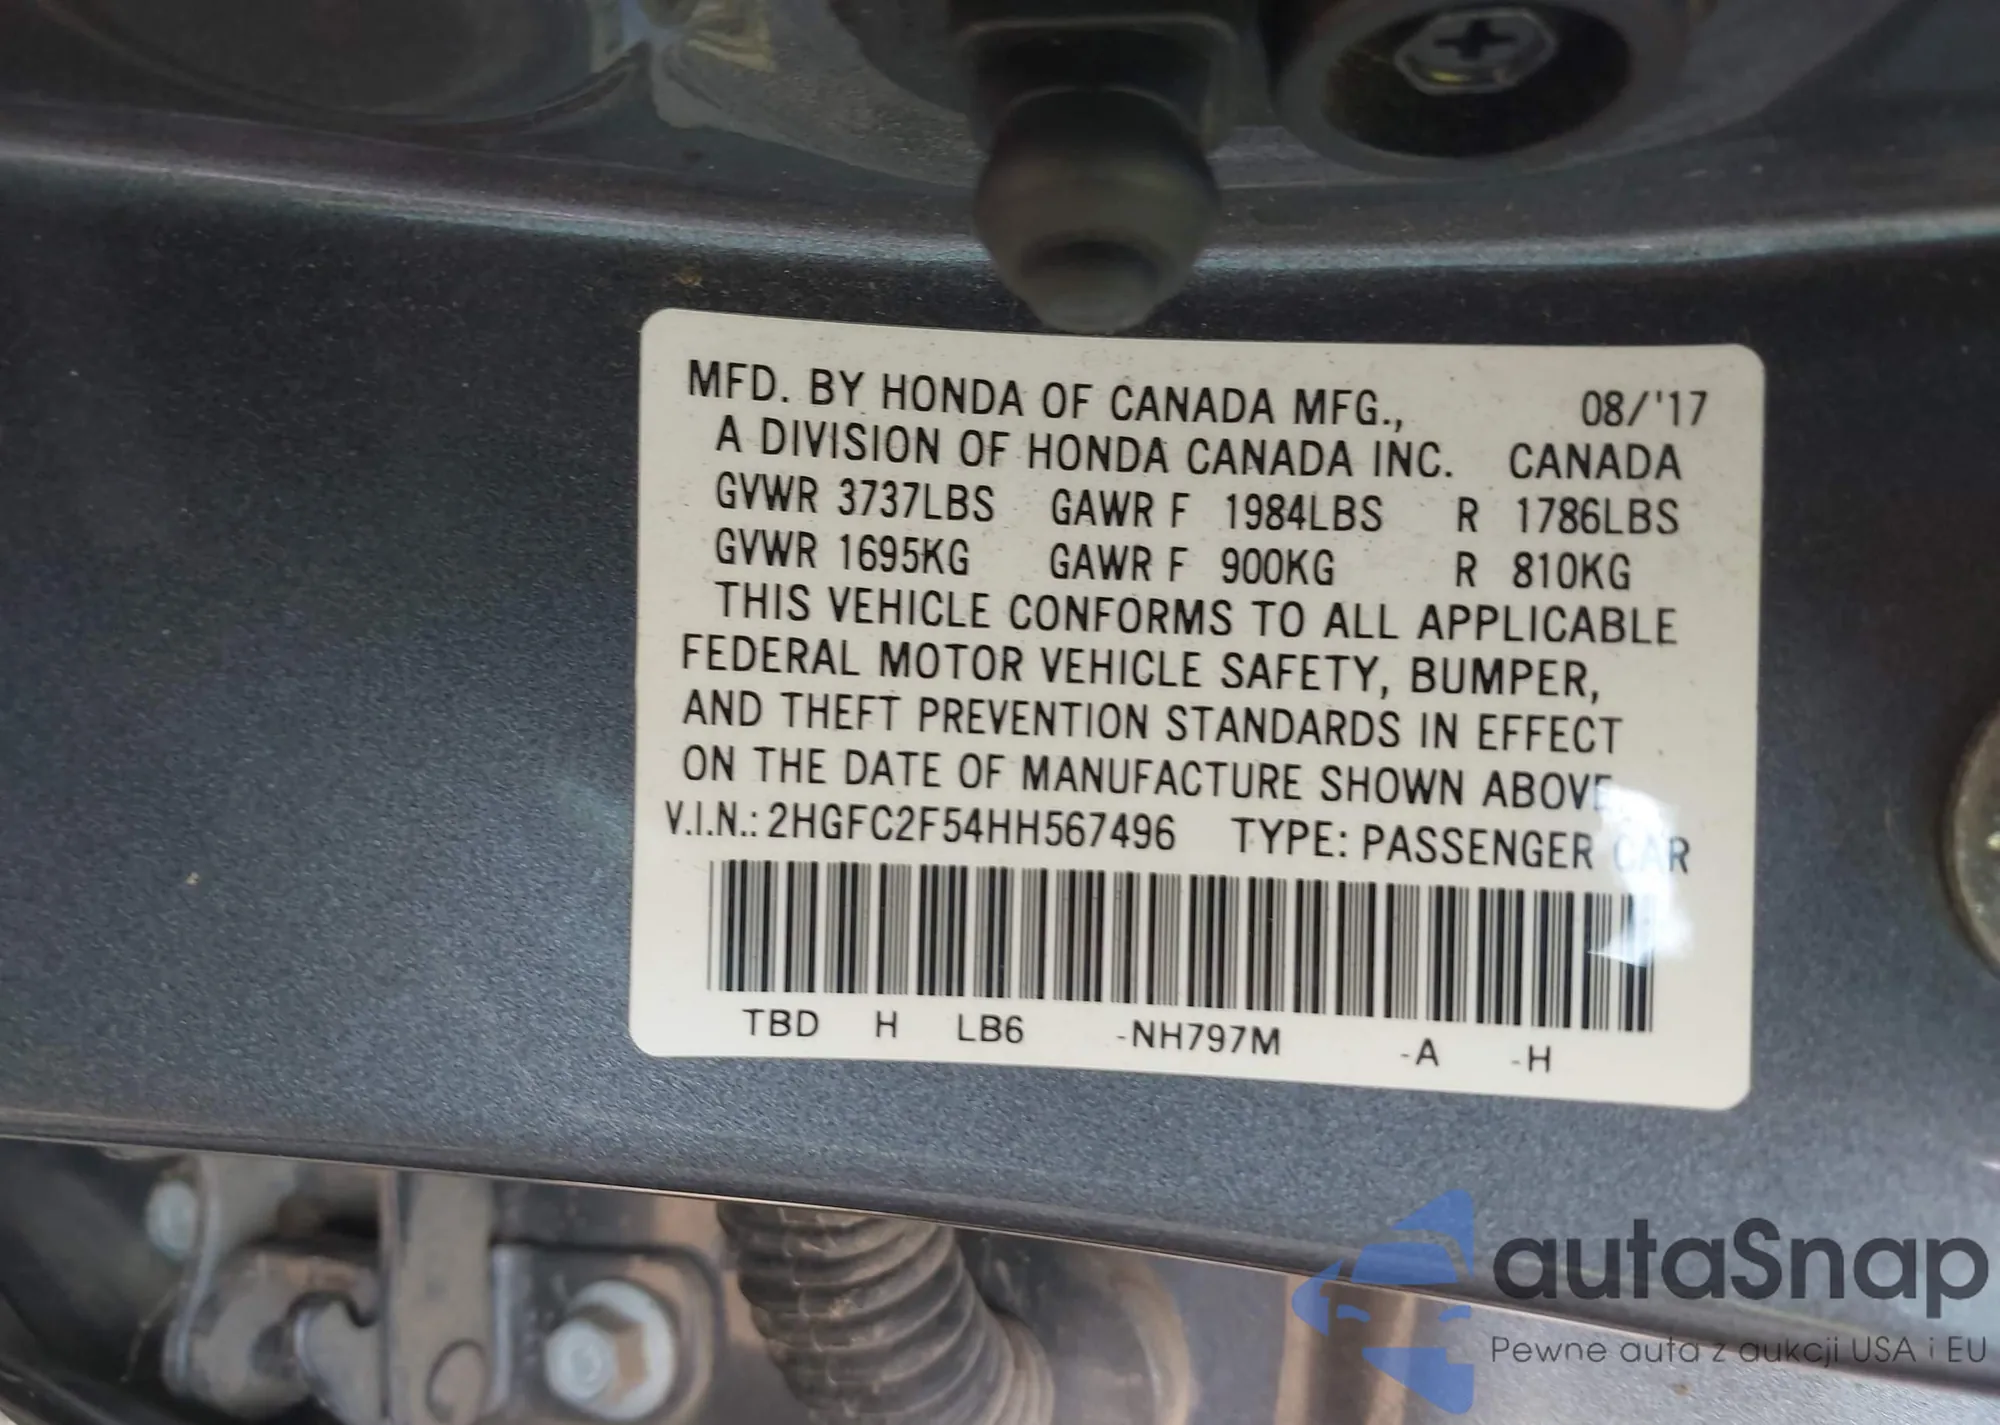 MFD. BY HONDA OF CANADA MFG., 08/'17
A DIVISION OF HONDA CANADA INC. CANADA
GVWR 3737LBS GAWR F 1984LBS R 1786LBS
GVWR 1695KG GAWR F 900KG R 810KG
THIS VEHICLE CONFORMS TO ALL APPLICABLE
FEDERAL MOTOR VEHICLE SAFETY, BUMPER,
AND THEFT PREVENTION STANDARDS IN EFFECT
ON THE DATE OF MANUFACTURE SHOWN ABOVE.
V.I.N.: 2HGFC2F54HH567496 TYPE: PASSENGER CAR
TBD H LB6 -NH797M -A -H
autaSnap
Pewne auta z aukcji USA i EU